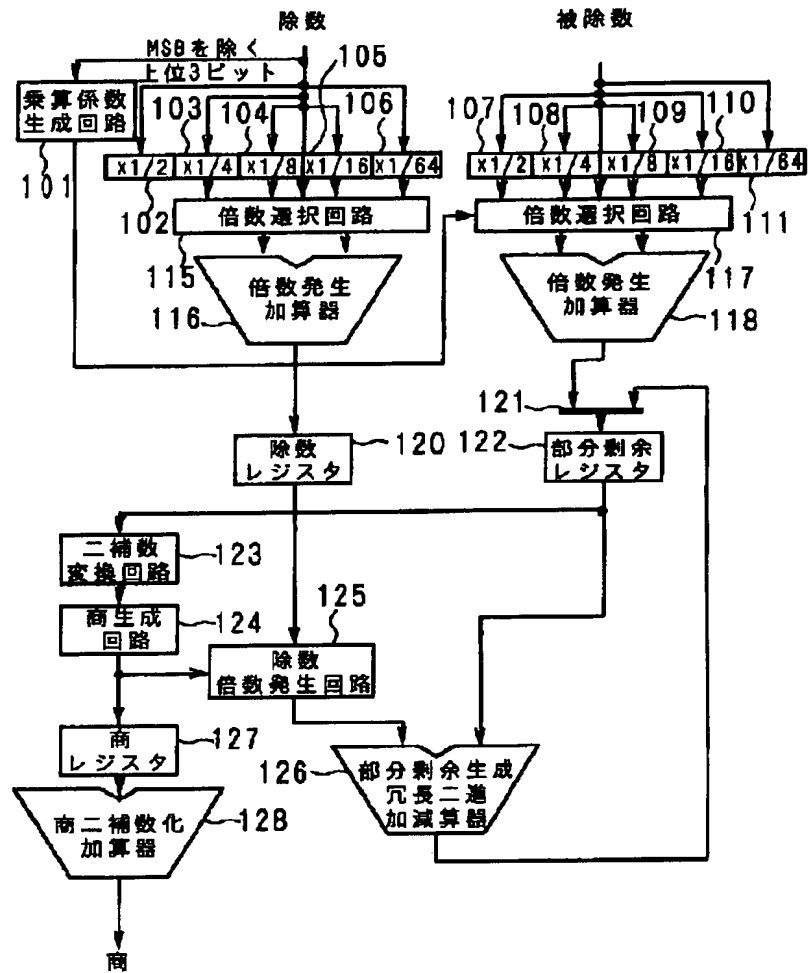 除数
被除数
MSBを除く
上位3ビット
105
乗算係数
生成回路
103
104
106
107
108
109
110
101
x1/2
x1/4
x1/8
x1/16
x1/64
x1/2
x1/4
x1/8
x1/16
x1/64
102
倍数選択回路
倍数選択回路
111
115
117
倍数発生
加算器
倍数発生
加算器
116
118
121
除数
レジスタ
120
122
部分剰余
レジスタ
二補数
変換回路
123
125
商生成
回路
124
除数
倍数発生回路
商
レジスタ
127
126
部分剰余生成
冗長二進
加減算器
商二補数化
加算器
128
商